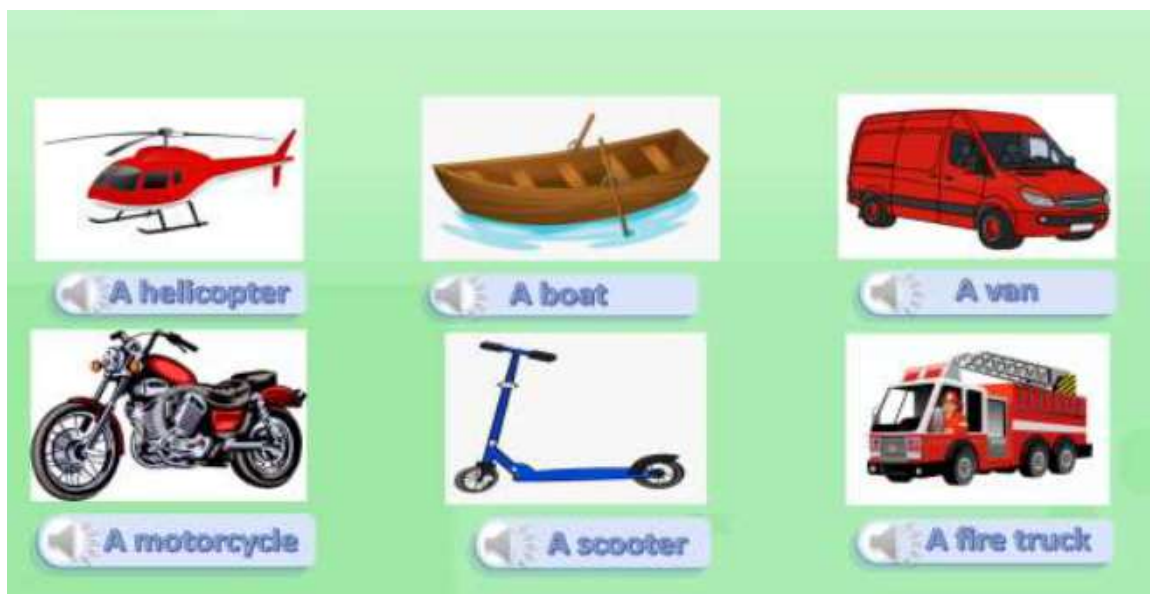 A helicopter
A boat
A van
A motorcycle
A scooter
A fire truck